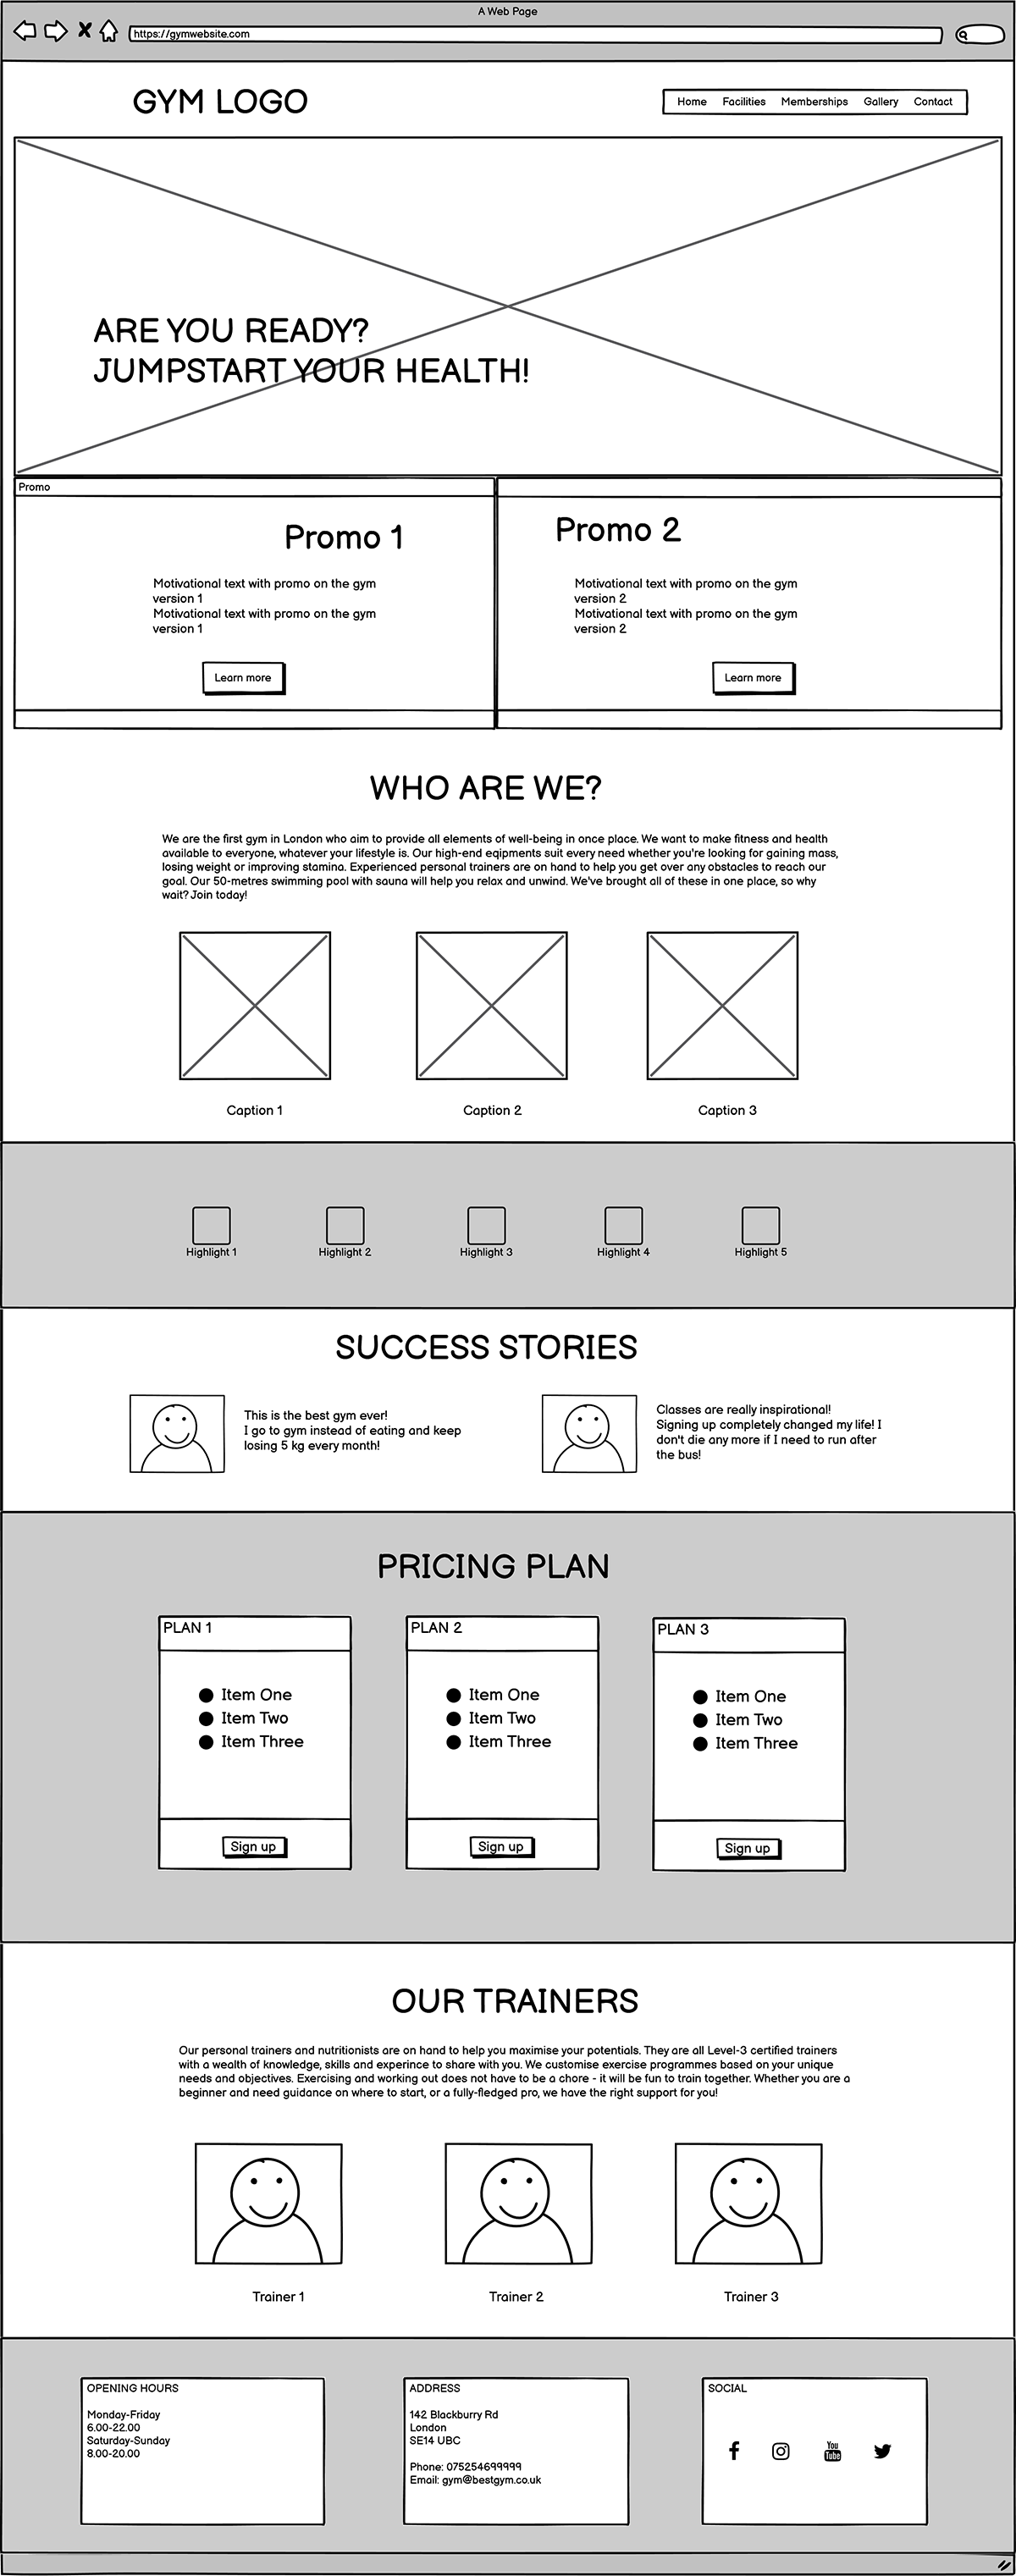 A Web Page
https://gymwebsite.com
GYM LOGO
Home Facilities Memberships Gallery Contact
ARE YOU READY?
JUMPSTART YOUR HEALTH!
Promo
Promo 1
Motivational text with promo on the gym
version 1
Motivational text with promo on the gym
version 1
Learn more
Promo 2
Motivational text with promo on the gym
version 2
Motivational text with promo on the gym
version 2
Learn more
WHO ARE WE?
We are the first gym in London who aim to provide all elements of well-being in once place. We want to make fitness and health
available to everyone, whatever your lifestyle is. Our high-end eqipments suit every need whether you're looking for gaining mass,
losing weight or improving stamina. Experienced personal trainers are on hand to help you get over any obstacles to reach our
goal. Our 50-metres swimming pool with sauna will help you relax and unwind. We've brought all of these in one place, so why
wait? Join today!
Caption 1 Caption 2 Caption 3
Highlight 1 Highlight 2 Highlight 3 Highlight 4 Highlight 5
SUCCESS STORIES
This is the best gym ever!
I go to gym instead of eating and keep
losing 5 kg every month!
Classes are really inspirational!
Signing up completely changed my life! I
don't die any more if I need to run after
the bus!
PRICING PLAN
PLAN 1
Item One
Item Two
Item Three
Sign up
PLAN 2
Item One
Item Two
Item Three
Sign up
PLAN 3
Item One
Item Two
Item Three
Sign up
OUR TRAINERS
Our personal trainers and nutritionists are on hand to help you maximise your potentials. They are all Level-3 certified trainers
with a wealth of knowledge, skills and experince to share with you. We customise exercise programmes based on your unique
needs and objectives. Exercising and working out does not have to be a chore - it will be fun to train together. Whether you are a
beginner and need guidance on where to start, or a fully-fledged pro, we have the right support for you!
Trainer 1 Trainer 2 Trainer 3
OPENING HOURS
Monday-Friday
6.00-22.00
Saturday-Sunday
8.00-20.00
ADDRESS
142 Blackburry Rd
London
SE14 UBC
Phone: 075254699999
Email: gym@bestgym.co.uk
SOCIAL
You
Tube